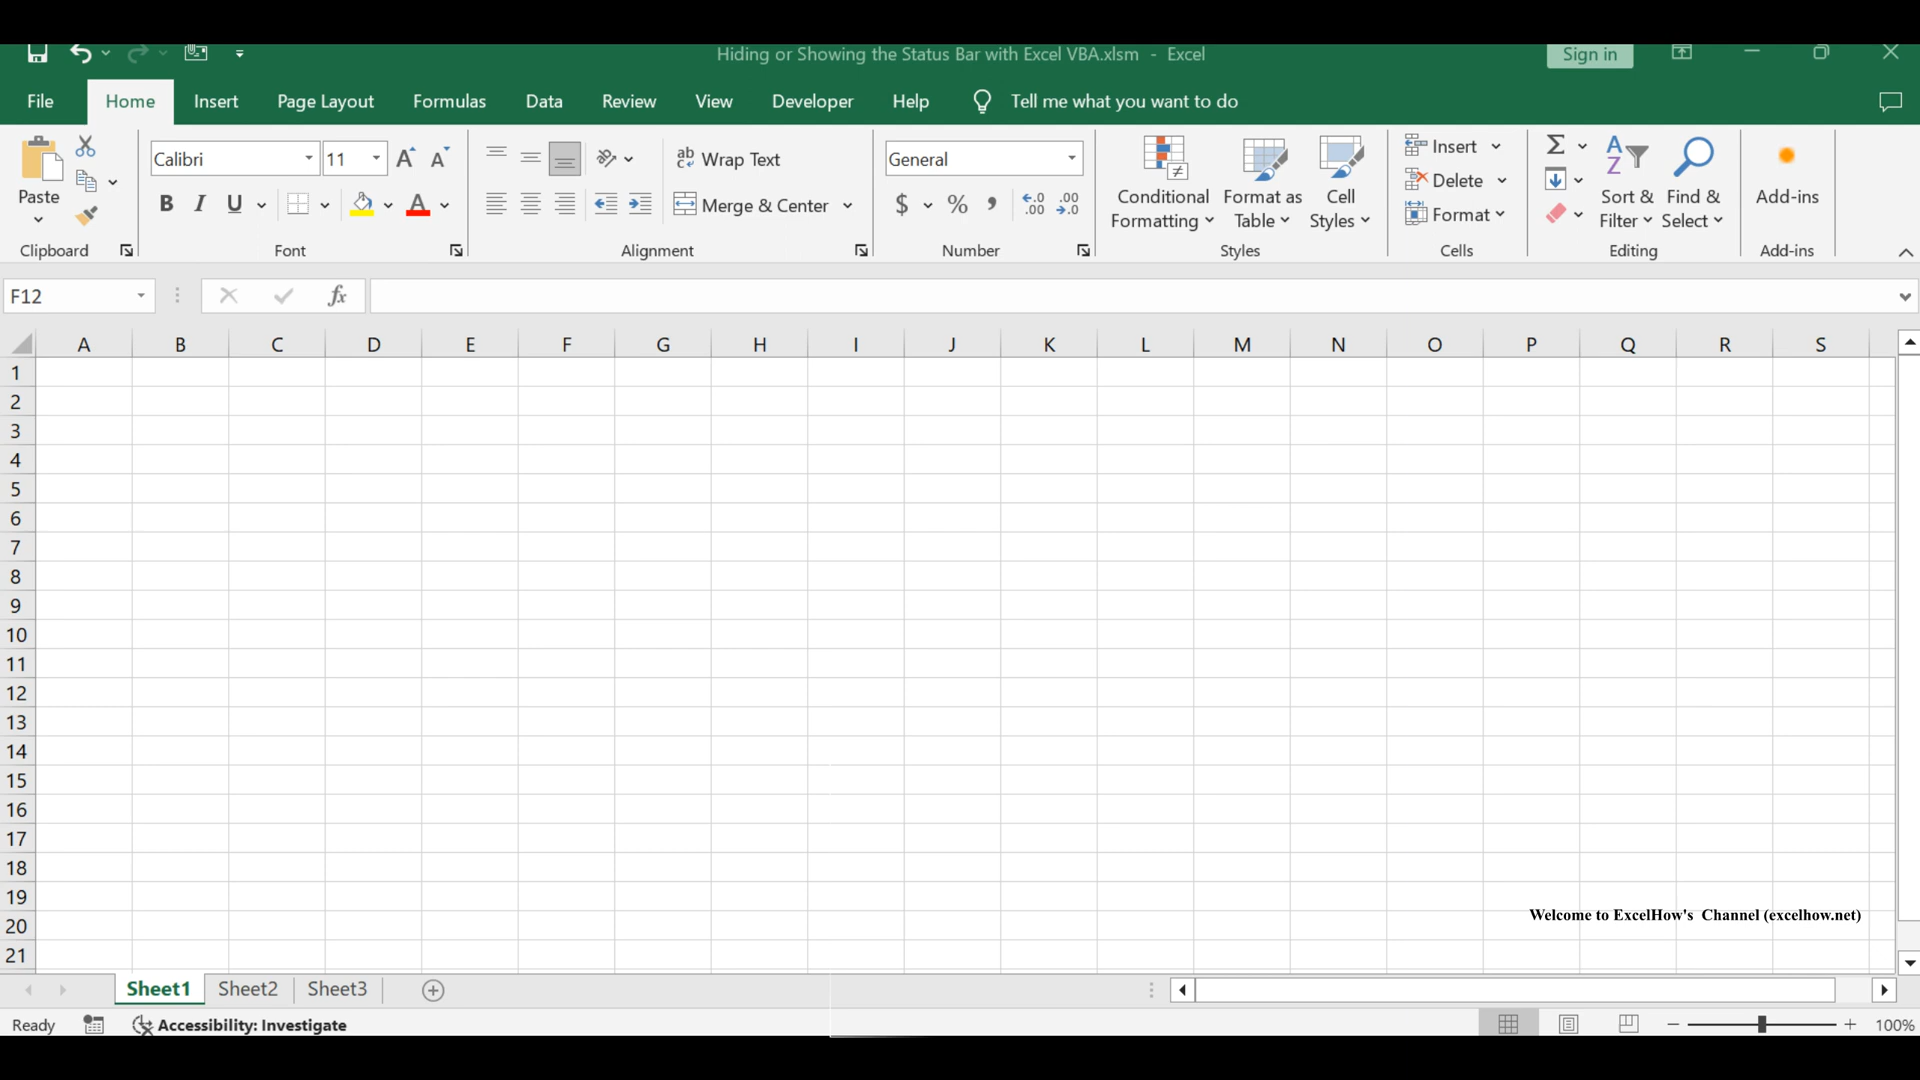 Hiding or Showing the Status Bar with Excel VBA.xlsm - Excel
Sign in
File Home Insert Page Layout Formulas Data Review View Developer Help Tell me what you want to do
Paste
Clipboard
Calibri 11
B I U A
Font
ab Wrap Text
Merge & Center
Alignment
General
$ % 9 .00 .00
Number
Conditional Formatting
Format as Table
Cell Styles
Styles
Insert
Delete
Format
Cells
Σ
Sort & Filter
Find & Select
Editing
Add-ins
Add-ins
F12
fx
A B C D E F G H I J K L M N O P Q R S
1
2
3
4
5
6
7
8
9
10
11
12
13
14
15
16
17
18
19
Welcome to ExcelHow's Channel (excelhow.net)
20
21
Sheet1 Sheet2 Sheet3
Ready Accessibility: Investigate 100%